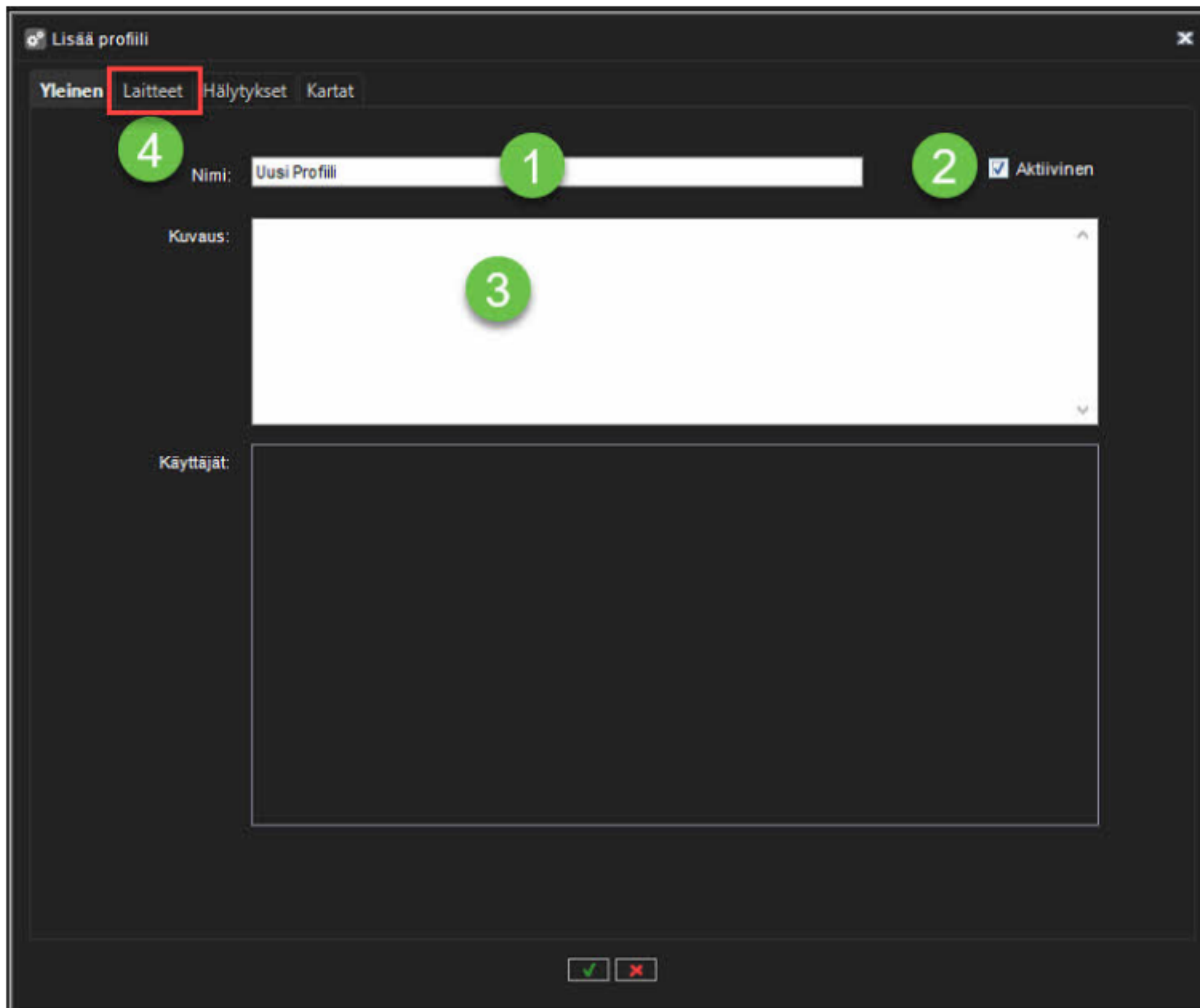 Lisää profiili
Yleinen Laitteet Hälytykset Kartat
4
Nimi: Uusi Profiili 1 2 Aktiivinen
Kuvaus:
3
Käyttäjät: